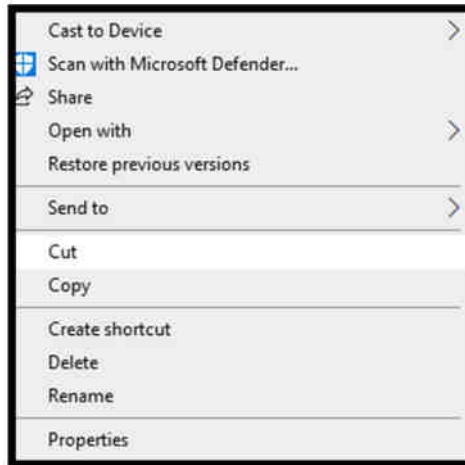 Cast to Device
Scan with Microsoft Defender...
Share
Open with
Restore previous versions
Send to
Cut
Copy
Create shortcut
Delete
Rename
Properties